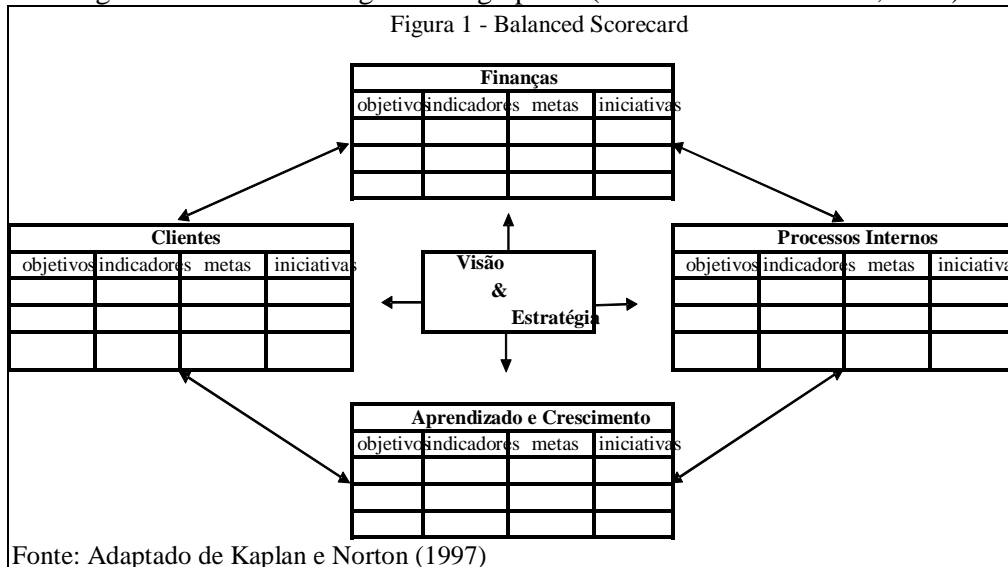 Figura 1 - Balanced Scorecard
Finanças
objetivos indicadores metas iniciativas
Clientes
objetivos indicadores metas iniciativas
Visão
&
Estratégia
Processos Internos
objetivos indicadores metas iniciativa
Aprendizado e Crescimento
objetivos indicadores metas iniciativas
Fonte: Adaptado de Kaplan e Norton (1997)